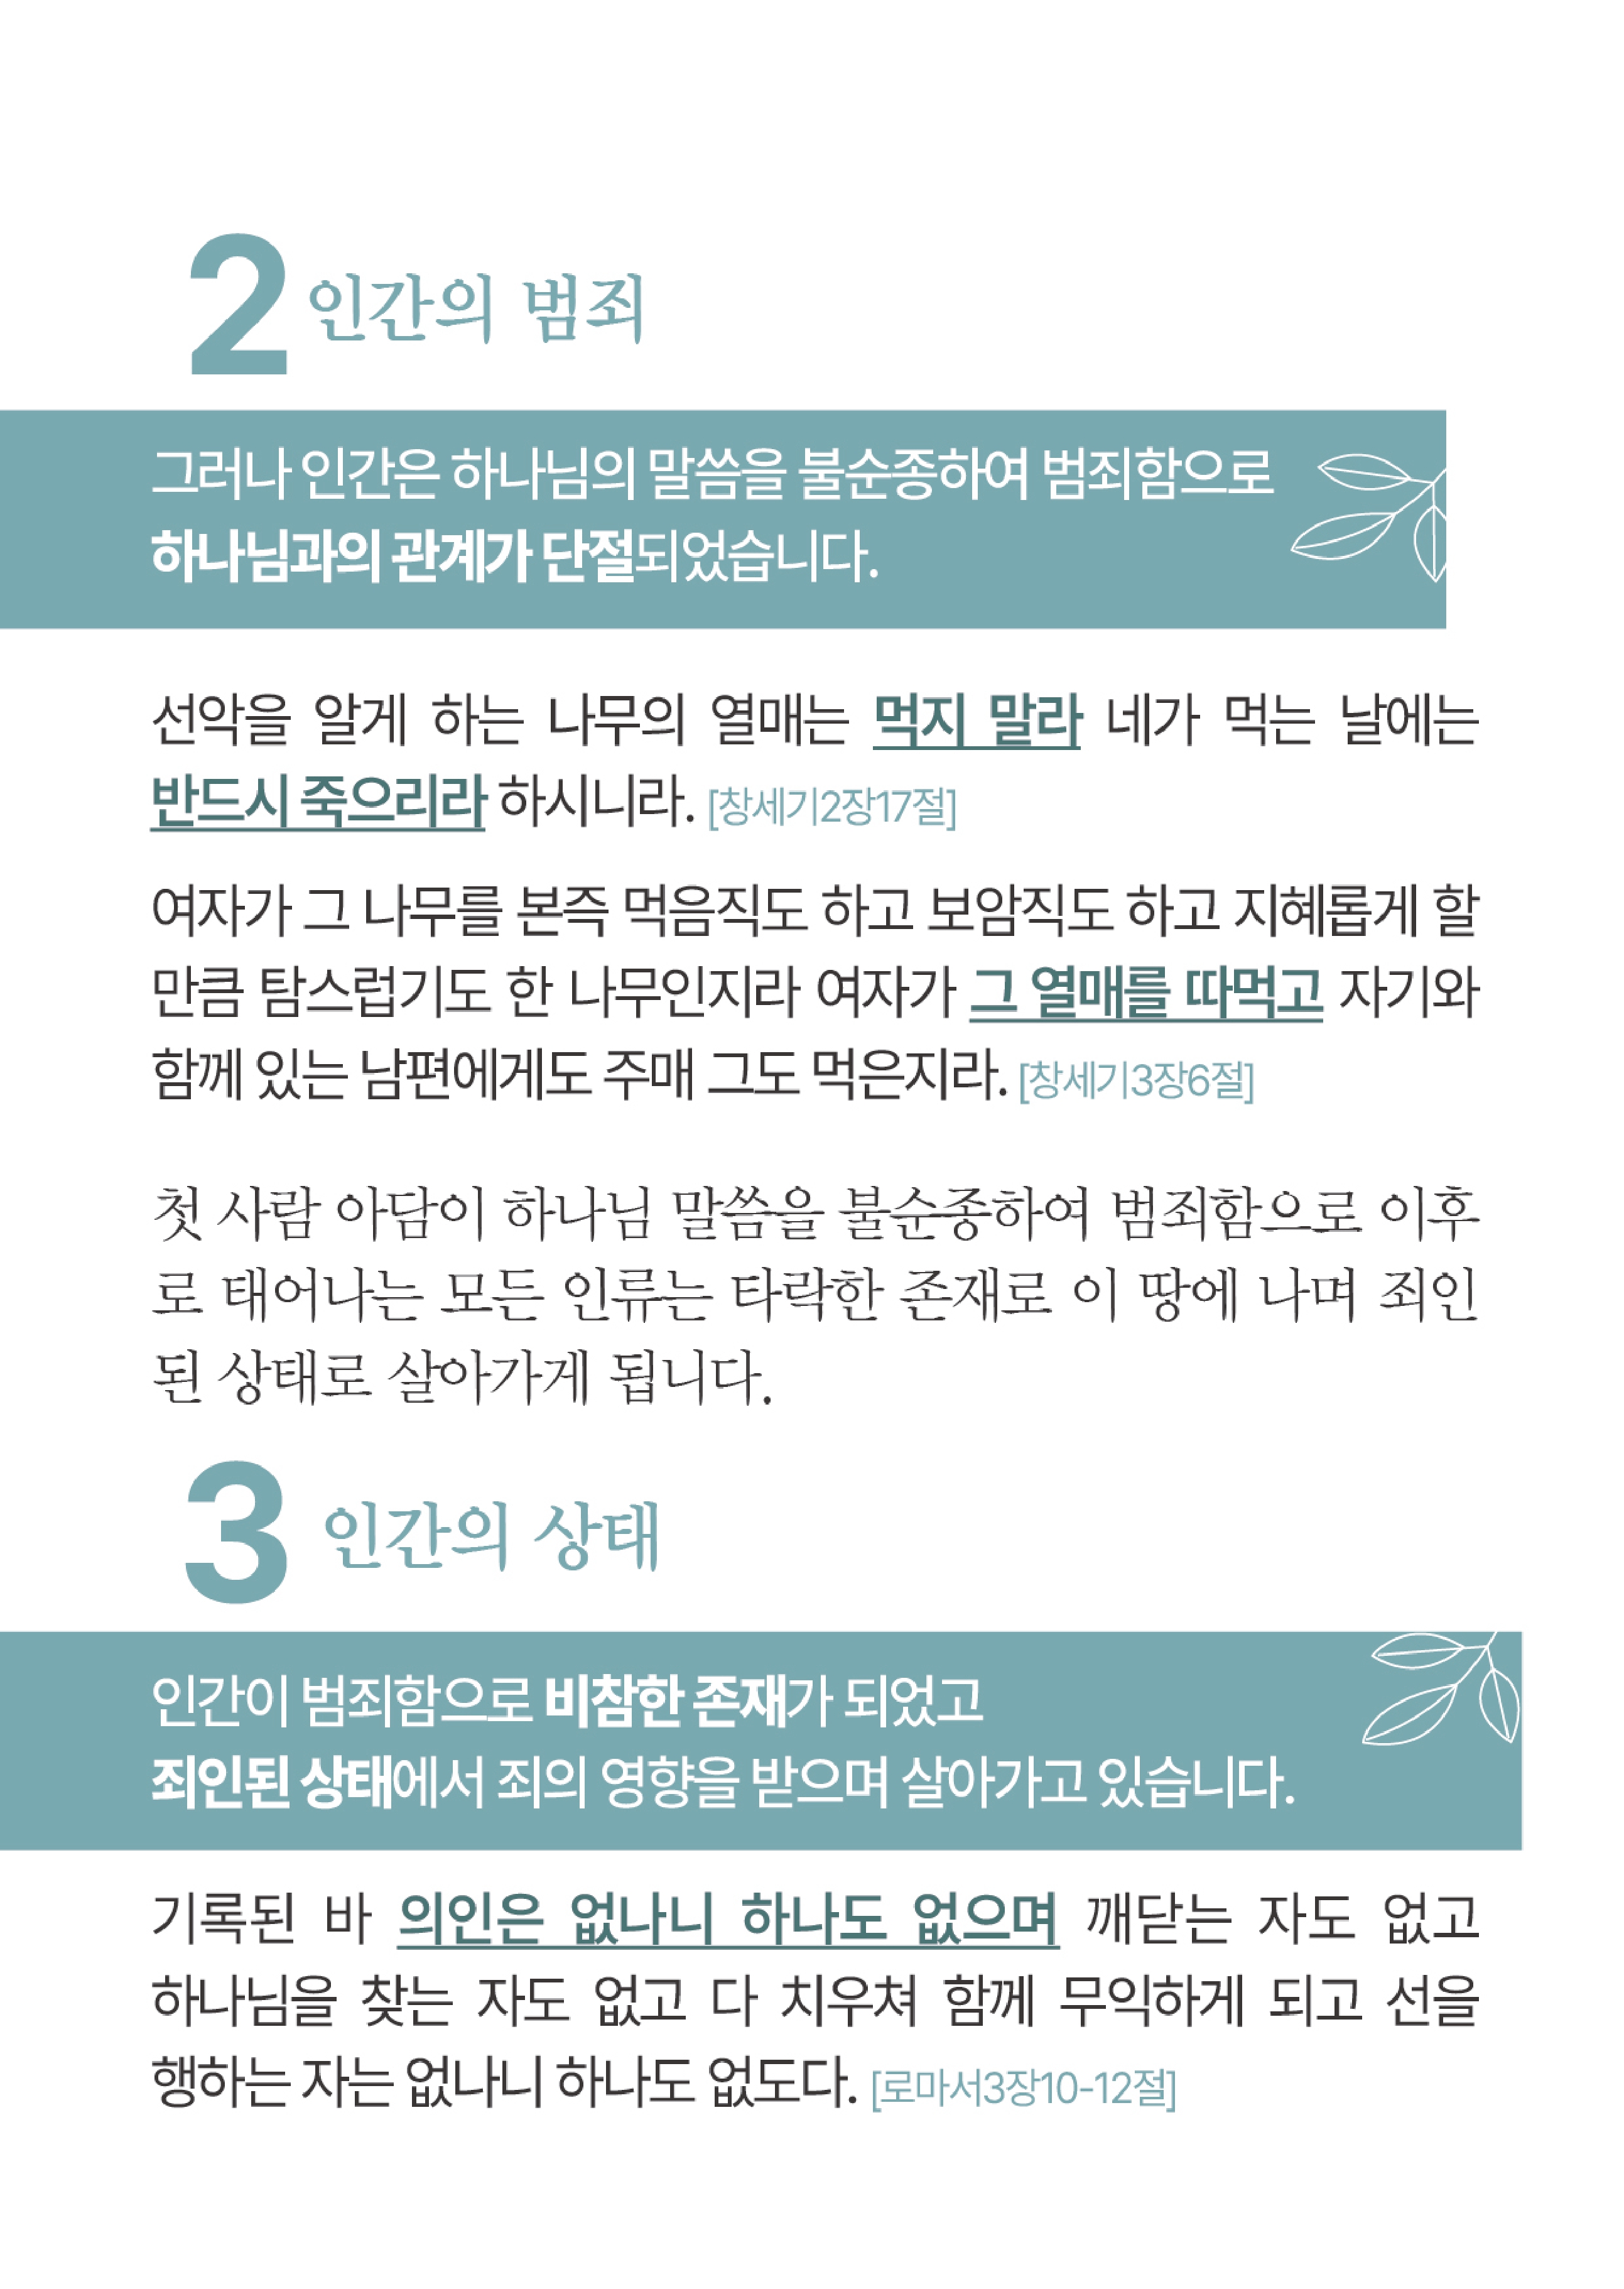 2 인간의 범죄
그러나 인간은 하나님의 말씀을 불순종하여 범죄함으로
하나님과의 관계가 단절되었습니다.
선악을 알게 하는 나무의 열매는 먹지 말라 네가 먹는 날에는
반드시 죽으리라 하시니라. [창세기2장17절]
여자가 그 나무를 본즉 먹음직도 하고 보암직도 하고 지혜롭게 할
만큼 탐스럽기도 한 나무인지라 여자가 그 열매를 따먹고 자기와
함께 있는 남편에게도 주매 그도 먹은지라. [창세기3장6절]
첫 사람 아담이 하나님 말씀을 불순종하여 범죄함으로 이후
로 태어나는 모든 인류는 타락한 존재로 이 땅에 나며 죄인
된 상태로 살아가게 됩니다.
3 인간의 상태
인간이 범죄함으로 비참한 존재가 되었고
죄인된 상태에서 죄의 영향을 받으며 살아가고 있습니다.
기록된 바 의인은 없나니 하나도 없으며 깨닫는 자도 없고
하나님을 찾는 자도 없고 다 치우쳐 함께 무익하게 되고 선을
행하는 자는 없나니 하나도 없도다. [로마서3장10-12절]